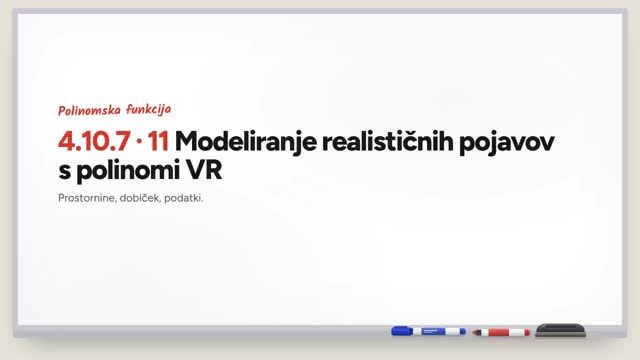 Polinomska funkcija
4.10.7 · 11 Modeliranje realističnih pojavov
s polinomi VR
Prostornine, dobiček, podatki.